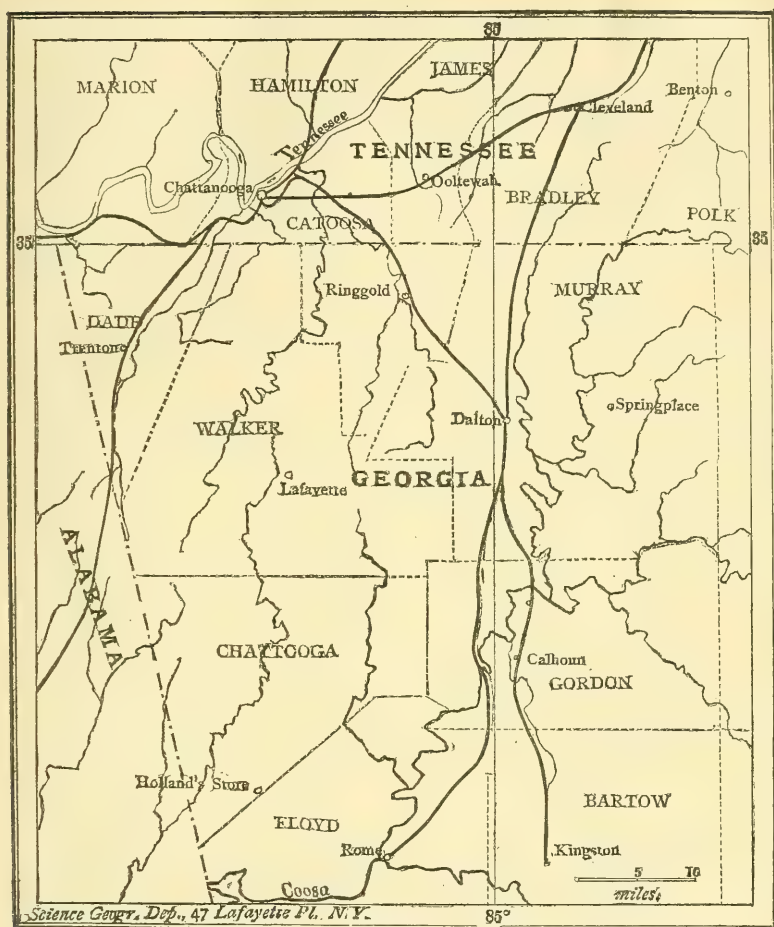 85
MARION
HAMILTON
JAMES
Benton
Cleveland
Tennessee
TENNESSEE
Chattanooga
Ooltewah
BRADLEY
CATOOSA
POLK
35
35
Ringgold
MURRAY
DADE
Trenton
Springplace
Dalton
WALKER
Lafayette
GEORGIA
ALABAMA
CHATTOOGA
Calhoun
GORDON
Holland's Store
BARTOW
FLOYD
Rome
Kingston
Coosa
5 10
miles.
Science Geogr. Dep., 47 Lafayette Pl. N. Y.
85°